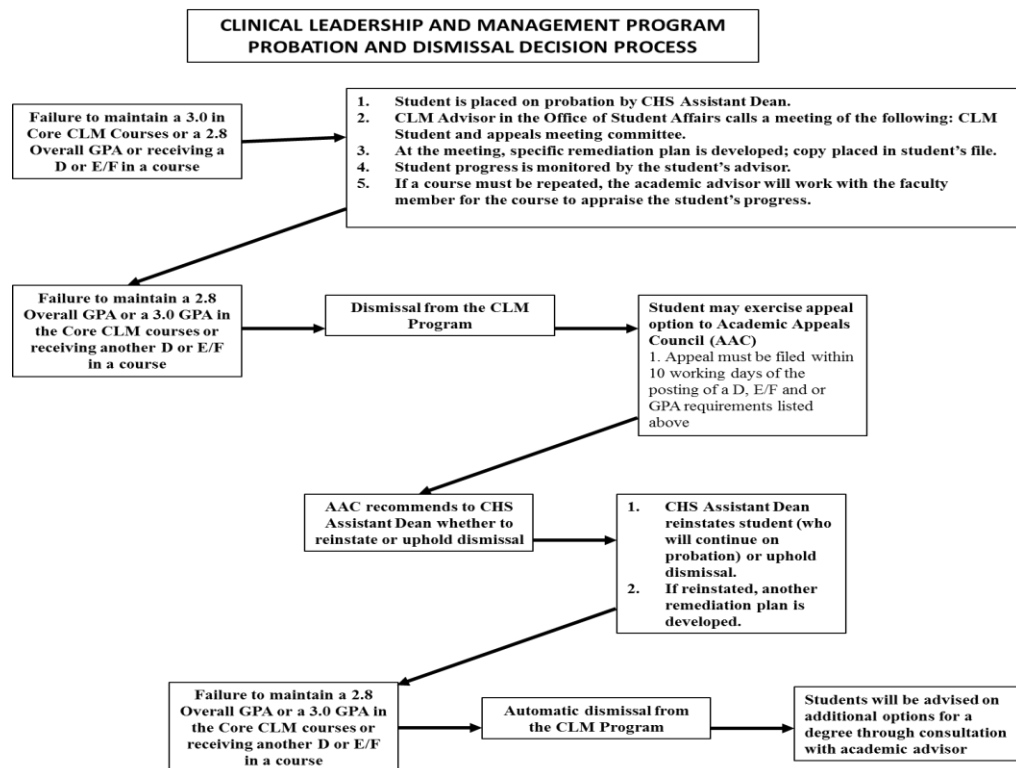 CLINICAL LEADERSHIP AND MANAGEMENT PROGRAM
PROBATION AND DISMISSAL DECISION PROCESS
Failure to maintain a 3.0 in
Core CLM Courses or a 2.8
Overall GPA or receiving a
D or E/F in a course
1. Student is placed on probation by CHS Assistant Dean.
2. CLM Advisor in the Office of Student Affairs calls a meeting of the following: CLM
Student and appeals meeting committee.
3. At the meeting, specific remediation plan is developed; copy placed in student's file.
4. Student progress is monitored by the student's advisor.
5. If a course must be repeated, the academic advisor will work with the faculty
member for the course to appraise the student's progress.
Failure to maintain a 2.8
Overall GPA or a 3.0 GPA in
the Core CLM courses or
receiving another D or E/F
in a course
Dismissal from the CLM
Program
Student may exercise appeal
option to Academic Appeals
Council (AAC)
1. Appeal must be filed within
10 working days of the
posting of a D, E/F and or
GPA requirements listed
above
AAC recommends to CHS
Assistant Dean whether to
reinstate or uphold dismissal
1. CHS Assistant Dean
reinstates student (who
will continue on
probation) or uphold
dismissal.
2. If reinstated, another
remediation plan is
developed.
Failure to maintain a 2.8
Overall GPA or a 3.0 GPA in
the Core CLM courses or
receiving another D or E/F
in a course
Automatic dismissal from
the CLM Program
Students will be advised on
additional options for a
degree through consultation
with academic advisor